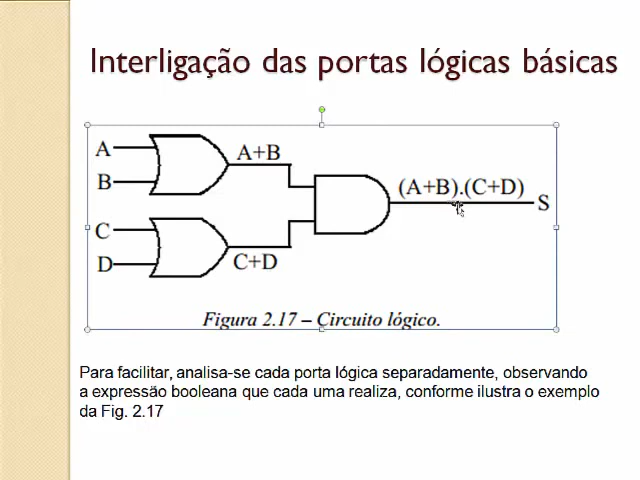 Interligação das portas lógicas básicas
A
A+B
B
(A+B).(C+D)
S
C
D
C+D
Figura 2.17 – Circuito lógico.
Para facilitar, analisa-se cada porta lógica separadamente, observando
a expressão booleana que cada uma realiza, conforme ilustra o exemplo
da Fig. 2.17